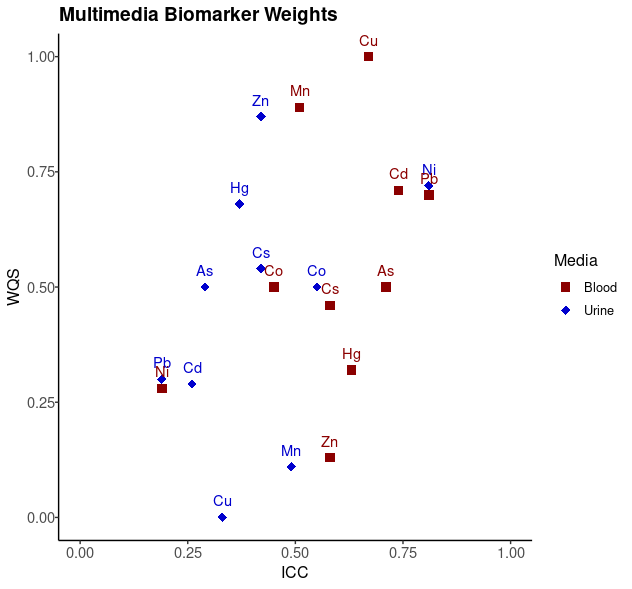 Multimedia Biomarker Weights
Cu
1.00
Mn
Zn
Ni
0.75
Cd
Pb
Hg
Cs
Media
As
Co
Co
As
Blood
WQS
0.50
Cs
Urine
Hg
Pb
Cd
Ni
0.25
Zn
Mn
Cu
0.00
0.00 0.25 0.50 0.75 1.00
ICC